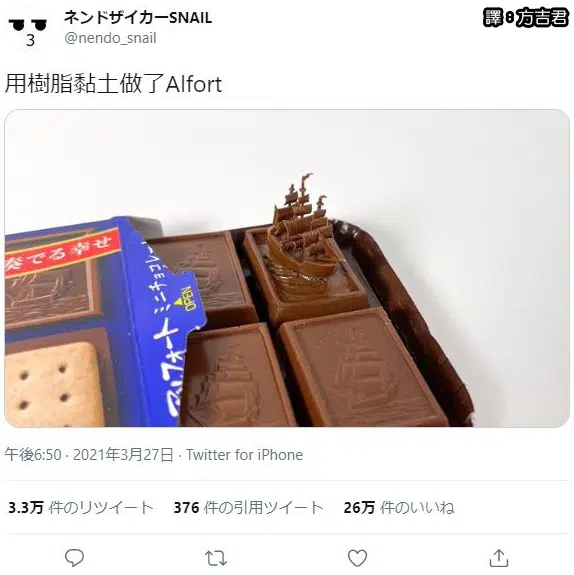 ネンドザイカーSNAIL
@nendo_snail
譯:方吉君
3
用樹脂黏土做了Alfort
奏でる幸せ
OPEN
アルフォート ミニチョコレート
午後6:50 · 2021年3月27日 · Twitter for iPhone
3.3万 件のリツイート 376 件の引用ツイート 26万 件のいいね